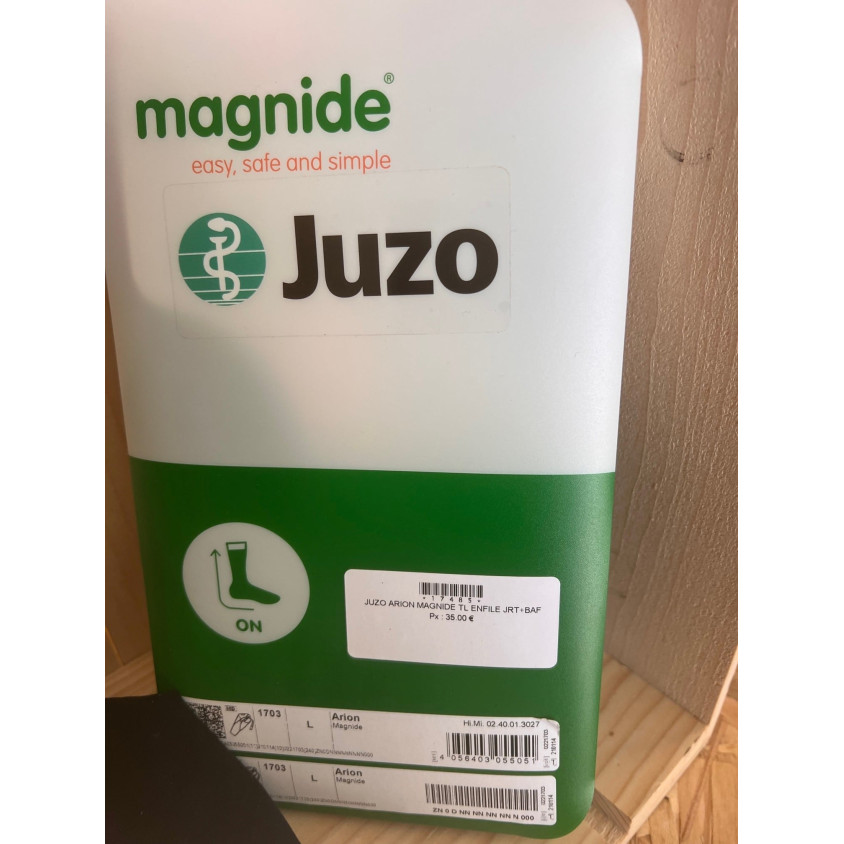 magnide®
easy, safe and simple
Juzo
ON
*17465*
JUZO ARION MAGNIDE TL ENFILE JRT+BAF
Px : 35.00 €
1703 L Arion
Magnide
Hi.Mi. 02.40.01.3027
4 056403 05505
1703 L Arion
Magnide
ZN 0 D NN NN NN NN N 000